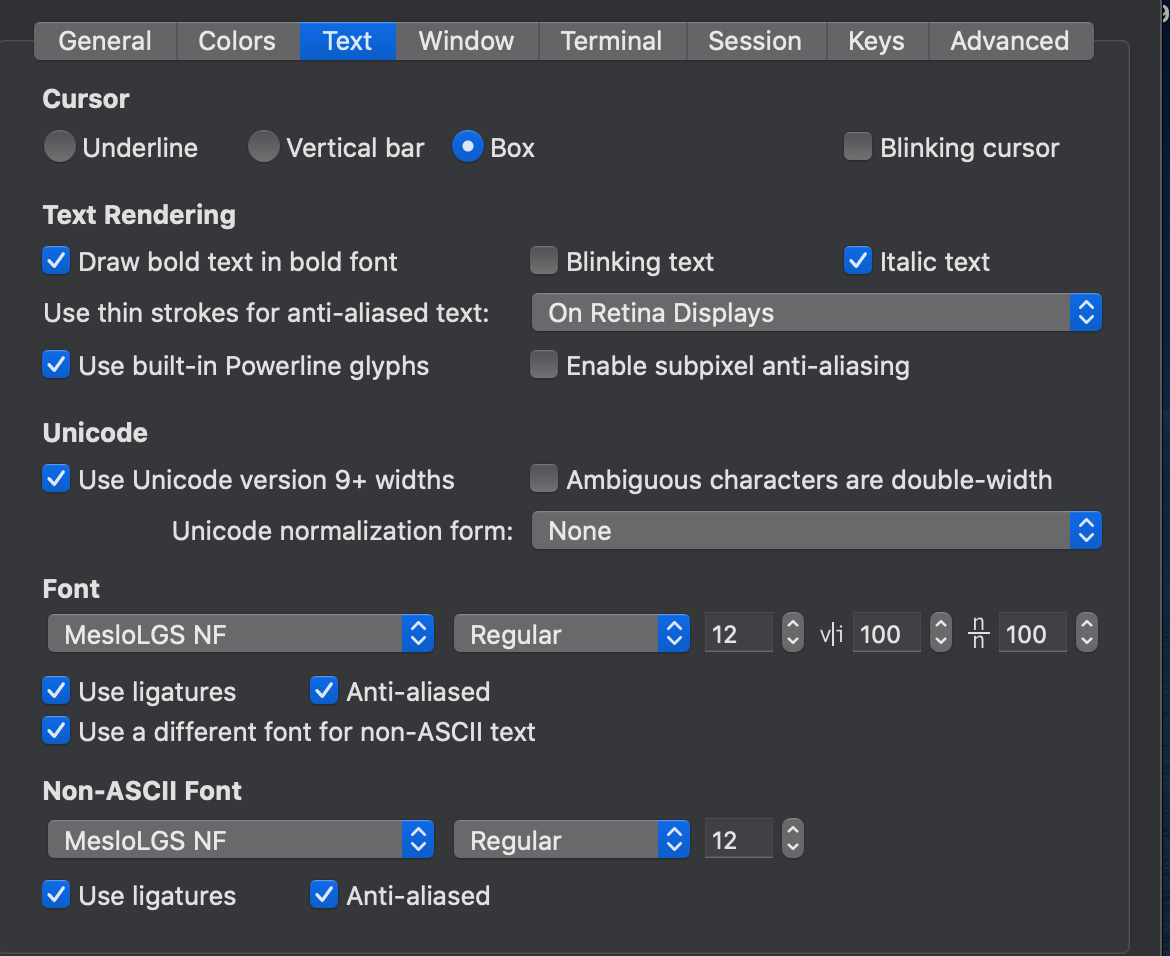 General Colors Text Window Terminal Session Keys Advanced
Cursor
Underline Vertical bar Box Blinking cursor
Text Rendering
Draw bold text in bold font Blinking text Italic text
Use thin strokes for anti-aliased text: On Retina Displays
Use built-in Powerline glyphs Enable subpixel anti-aliasing
Unicode
Use Unicode version 9+ widths Ambiguous characters are double-width
Unicode normalization form: None
Font
MesloLGS NF Regular 12 v|i 100 n/n 100
Use ligatures Anti-aliased
Use a different font for non-ASCII text
Non-ASCII Font
MesloLGS NF Regular 12
Use ligatures Anti-aliased